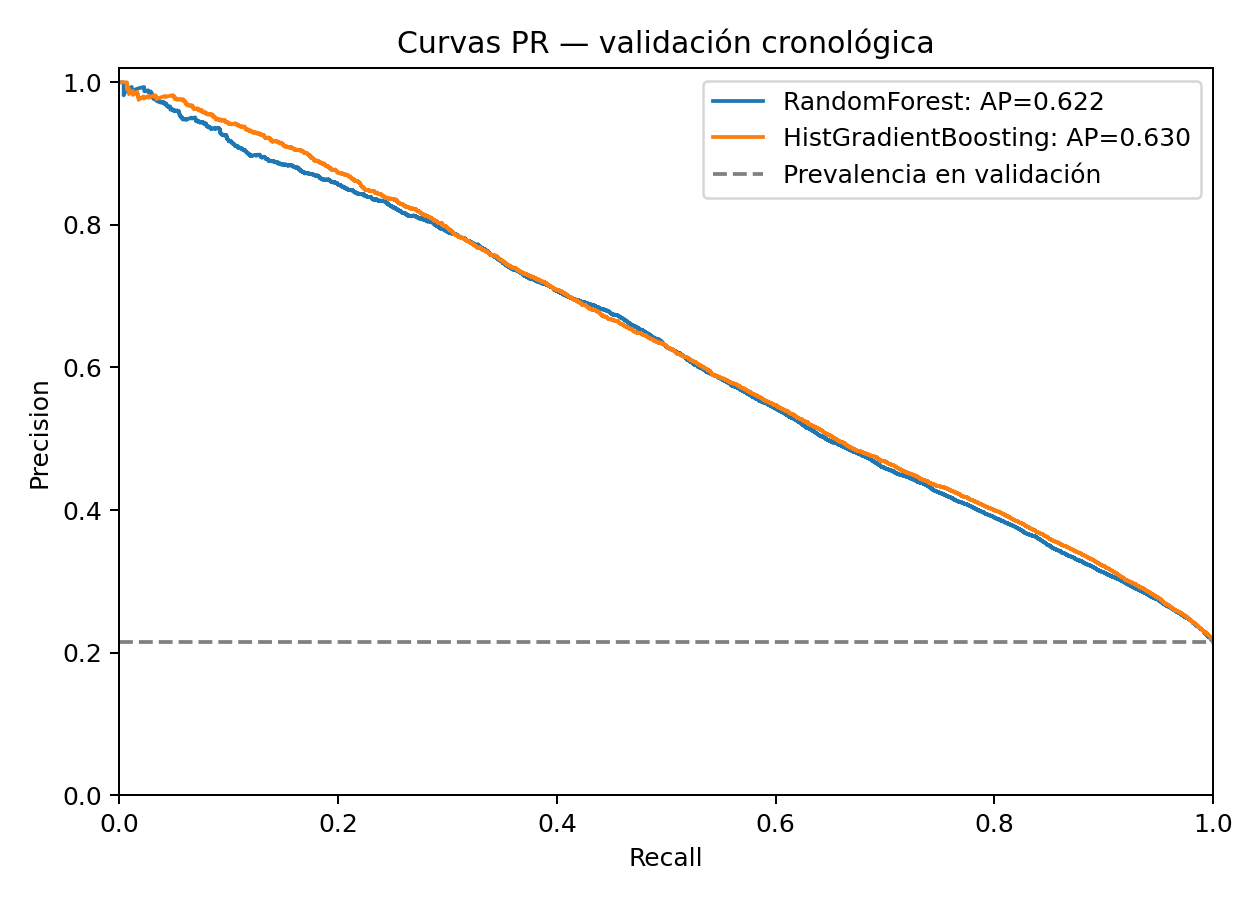 Curvas PR — validación cronológica
RandomForest: AP=0.622
HistGradientBoosting: AP=0.630
Prevalencia en validación
Precision
1.0
0.8
0.6
0.4
0.2
0.0
0.0 0.2 0.4 0.6 0.8 1.0
Recall